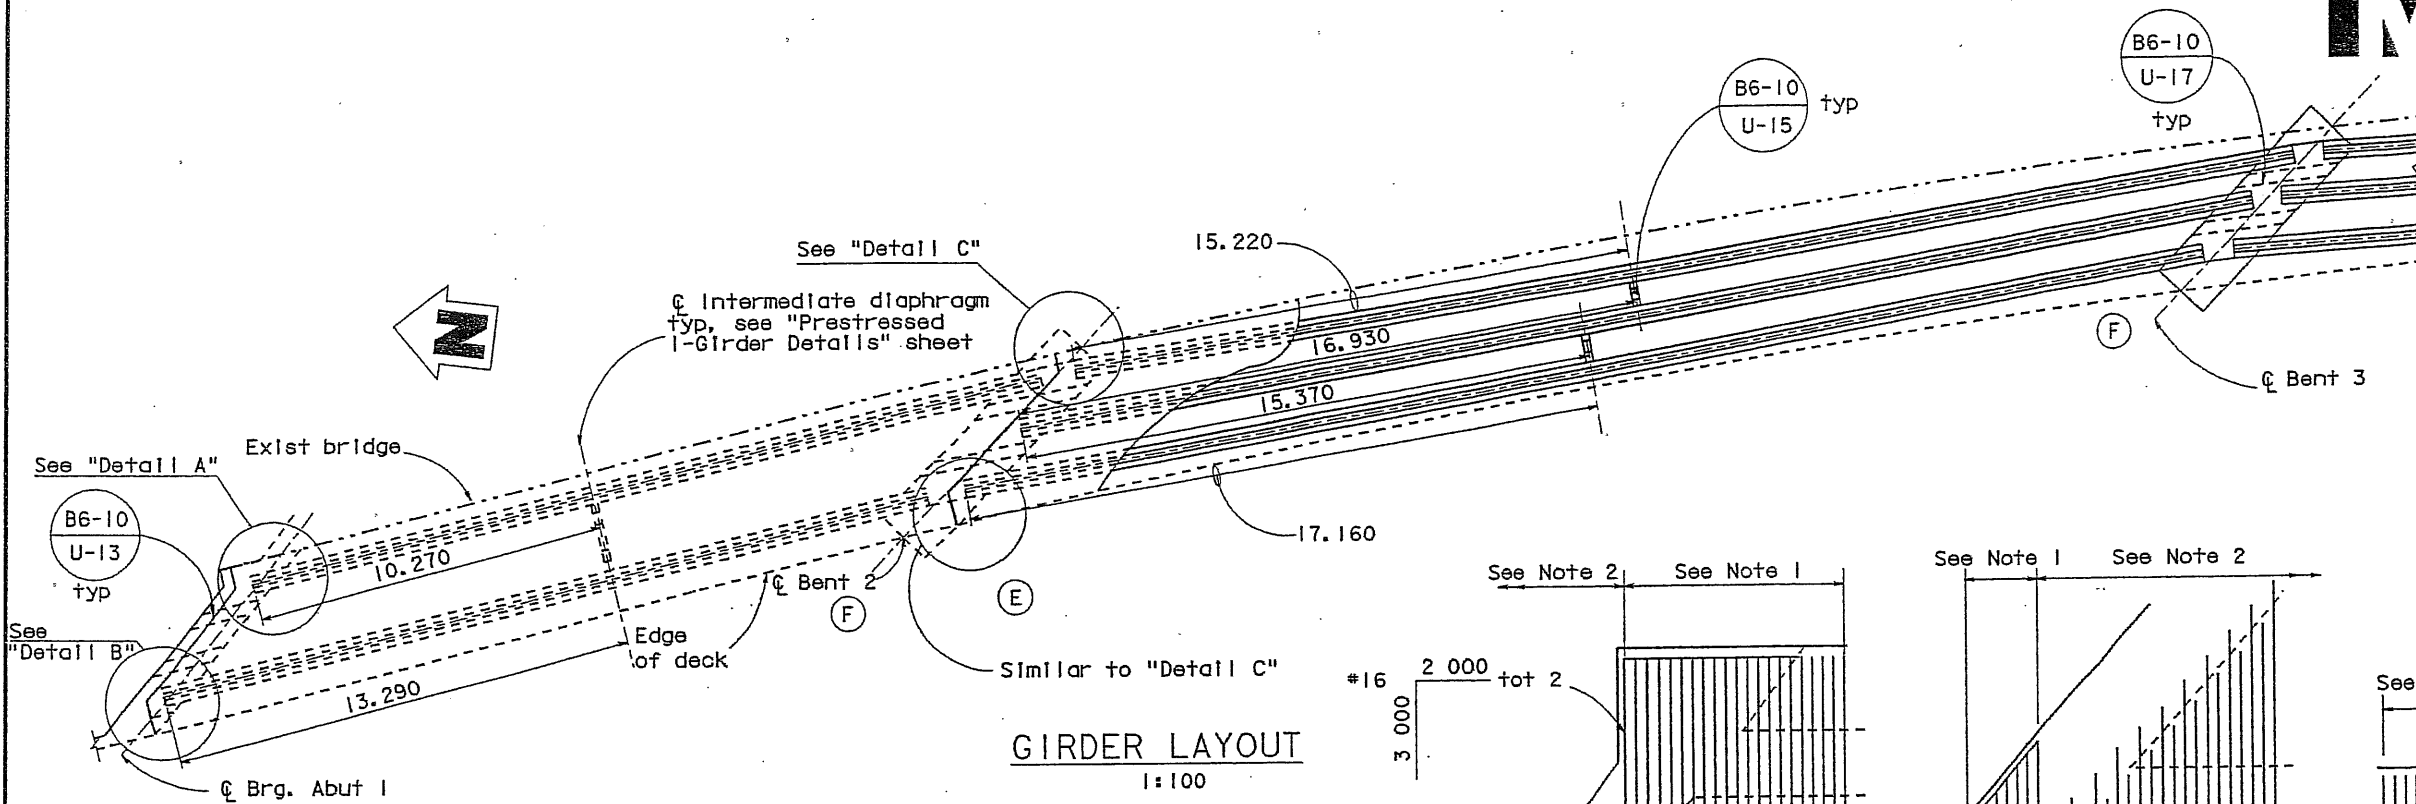 B6-10
U-17
typ
B6-10
U-15
typ
See "Detail C"
15.220
℄ Intermediate diaphragm
typ, see "Prestressed
I-Girder Details" sheet
N
16.930
F
℄ Bent 3
15.370
Exist bridge
See "Detail A"
B6-10
U-13
typ
17.160
10.270
℄ Bent 2
F
E
See Note 2
See Note 1
See Note 1
See Note 2
See
"Detail B"
Edge
of deck
Similar to "Detail C"
#16
2 000
tot 2
3 000
See
13.290
GIRDER LAYOUT
1:100
℄ Brg. Abut 1